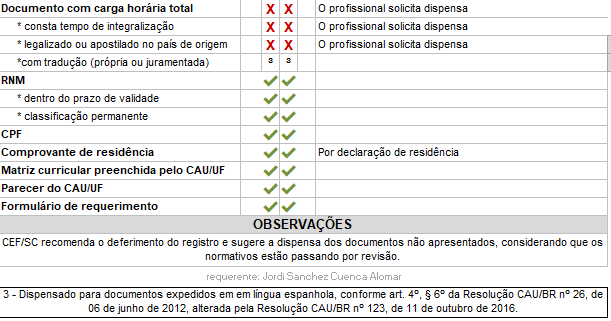 Documento com carga horária total X X O profissional solicita dispensa
* consta tempo de integralização X X O profissional solicita dispensa
* legalizado ou apostilado no país de origem X X O profissional solicita dispensa
*com tradução (própria ou juramentada) ³ ³
RNM
* dentro do prazo de validade
* classificação permanente
CPF
Comprovante de residência Por declaração de residência
Matriz curricular preenchida pelo CAU/UF
Parecer do CAU/UF
Formulário de requerimento
OBSERVAÇÕES
CEF/SC recomenda o deferimento do registro e sugere a dispensa dos documentos não apresentados, considerando que os
normativos estão passando por revisão.
requerente: Jordi Sanchez Cuenca Alomar
3 - Dispensado para documentos expedidos em em língua espanhola, conforme art. 4º, § 6º da Resolução CAU/BR nº 26, de
06 de junho de 2012, alterada pela Resolução CAU/BR nº 123, de 11 de outubro de 2016.